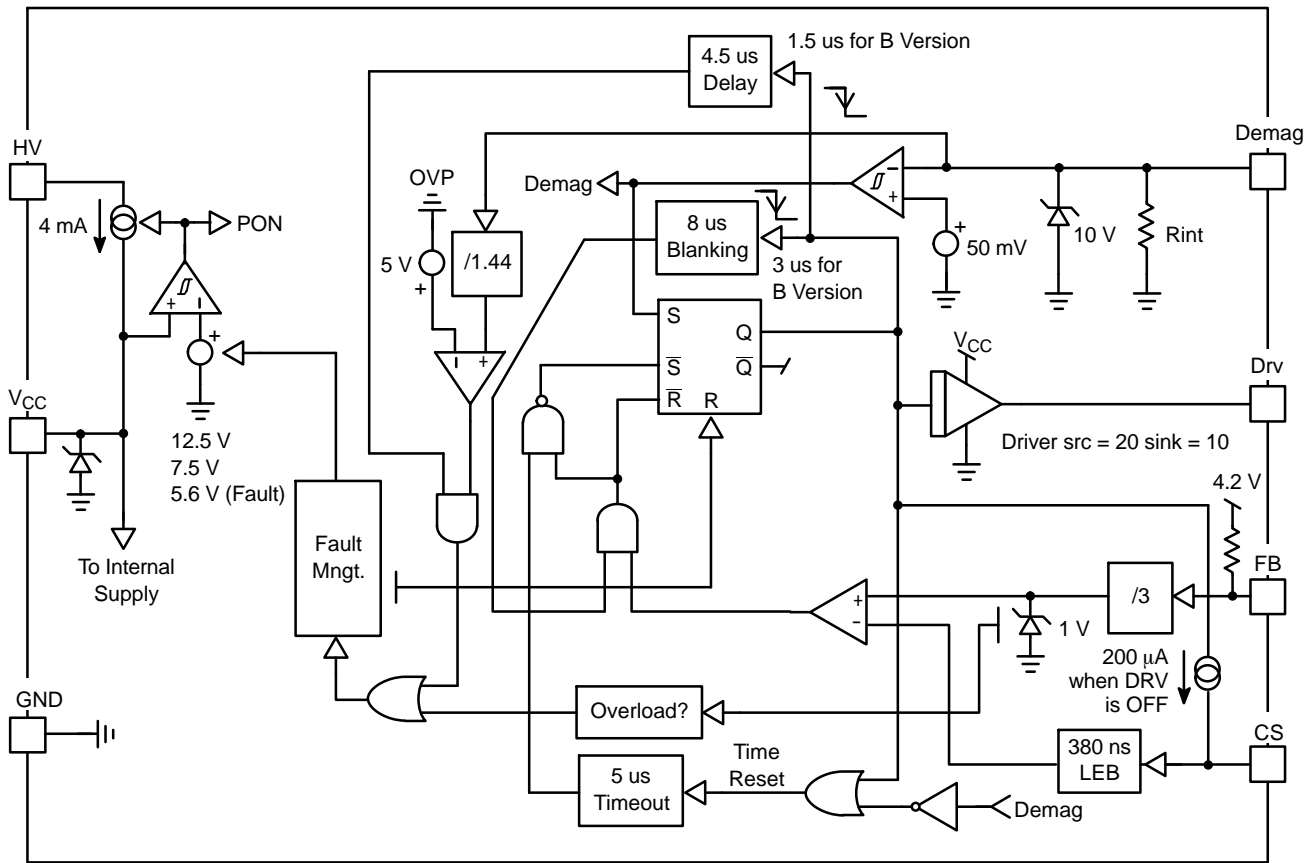 4.5 us
Delay
1.5 us for B Version
HV
Demag
OVP
Demag
4 mA
PON
8 us
Blanking
5 V
+
/1.44
3 us for
B Version
+
50 mV
10 V
Rint
−
+
+
−
+
S
Q
S
Q
R
R
−
+
VCC
Drv
VCC
12.5 V
7.5 V
5.6 V (Fault)
Driver src = 20 sink = 10
4.2 V
To Internal
Supply
Fault
Mngt.
FB
+
−
/3
1 V
200 μA
when DRV
is OFF
GND
Overload?
CS
380 ns
LEB
5 us
Timeout
Time
Reset
Demag